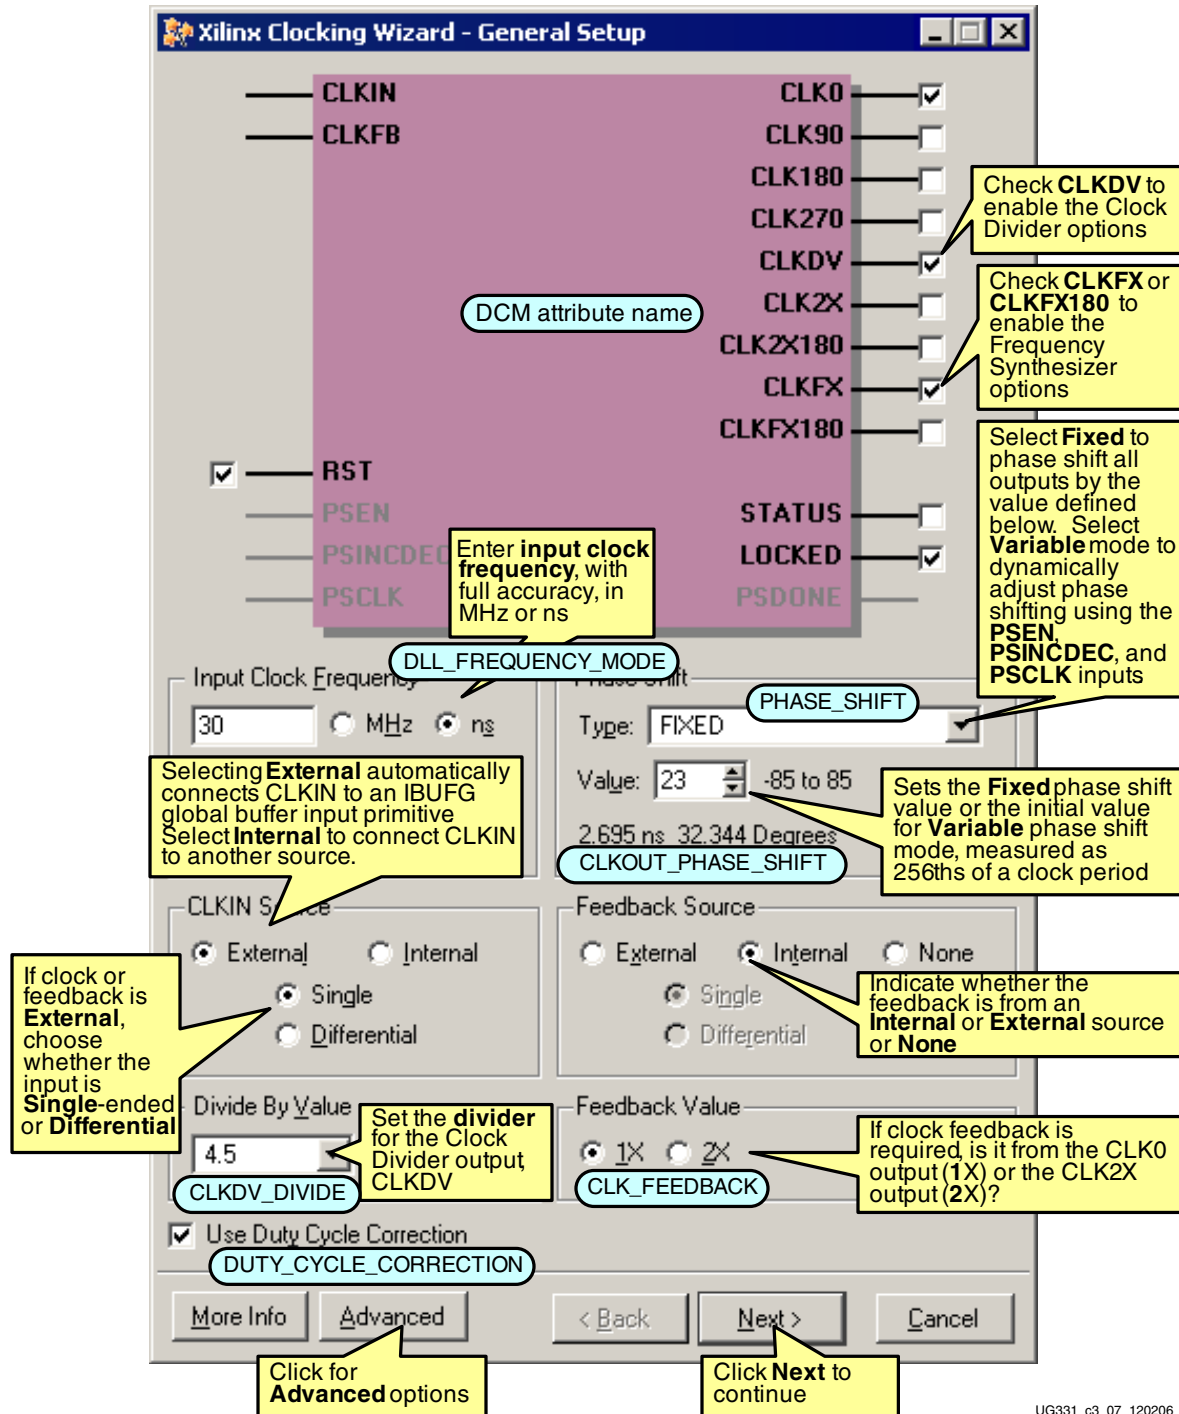 Xilinx Clocking Wizard - General Setup
CLKIN
CLKFB
CLK0
CLK90
CLK180
CLK270
CLKDV
CLK2X
CLK2X180
CLKFX
CLKFX180
DCM attribute name
RST
PSEN
PSINCDEC
PSCLK
STATUS
LOCKED
PSDONE
Check CLKDV to
enable the Clock
Divider options
Check CLKFX or
CLKFX180 to
enable the
Frequency
Synthesizer
options
Select Fixed to
phase shift all
outputs by the
value defined
below. Select
Variable mode to
dynamically
adjust phase
shifting using the
PSEN,
PSINCDEC, and
PSCLK inputs
Enter input clock
frequency, with
full accuracy, in
MHz or ns
DLL_FREQUENCY_MODE
Input Clock Frequency
30 MHz ns
Phase Shift
PHASE_SHIFT
Type: FIXED
Value: 23 -85 to 85
2.695 ns 32.344 Degrees
CLKOUT_PHASE_SHIFT
Sets the Fixed phase shift
value or the initial value
for Variable phase shift
mode, measured as
256ths of a clock period
Selecting External automatically
connects CLKIN to an IBUFG
global buffer input primitive
Select Internal to connect CLKIN
to another source.
CLKIN Source
External Internal
Single
Differential
If clock or
feedback is
External,
choose
whether the
input is
Single-ended
or Differential
Feedback Source
External Internal None
Single
Differential
Indicate whether the
feedback is from an
Internal or External source
or None
Divide By Value
4.5
CLKDV_DIVIDE
Set the divider
for the Clock
Divider output,
CLKDV
Feedback Value
1X 2X
CLK_FEEDBACK
If clock feedback is
required, is it from the CLK0
output (1X) or the CLK2X
output (2X)?
Use Duty Cycle Correction
DUTY_CYCLE_CORRECTION
More Info Advanced < Back Next > Cancel
Click for
Advanced options
Click Next to
continue
UG331_c3_07_120206